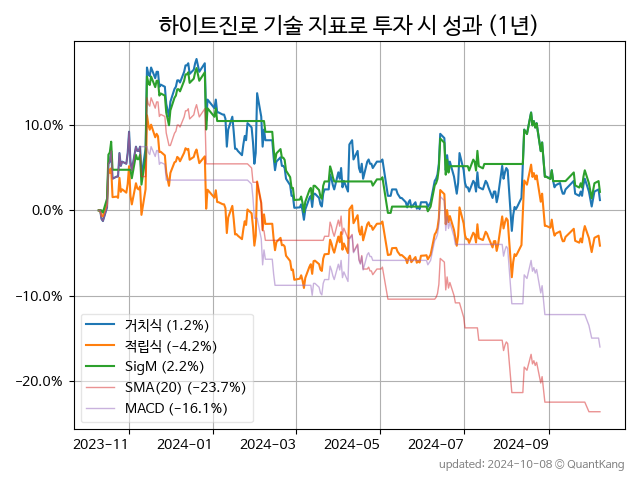 하이트진로 기술 지표로 투자 시 성과 (1년)
10.0%
0.0%
−10.0%
−20.0%
거치식 (1.2%)
적립식 (−4.2%)
SigM (2.2%)
SMA(20) (−23.7%)
MACD (−16.1%)
2023−11 2024−01 2024−03 2024−05 2024−07 2024−09
updated: 2024-10-08 © QuantKang